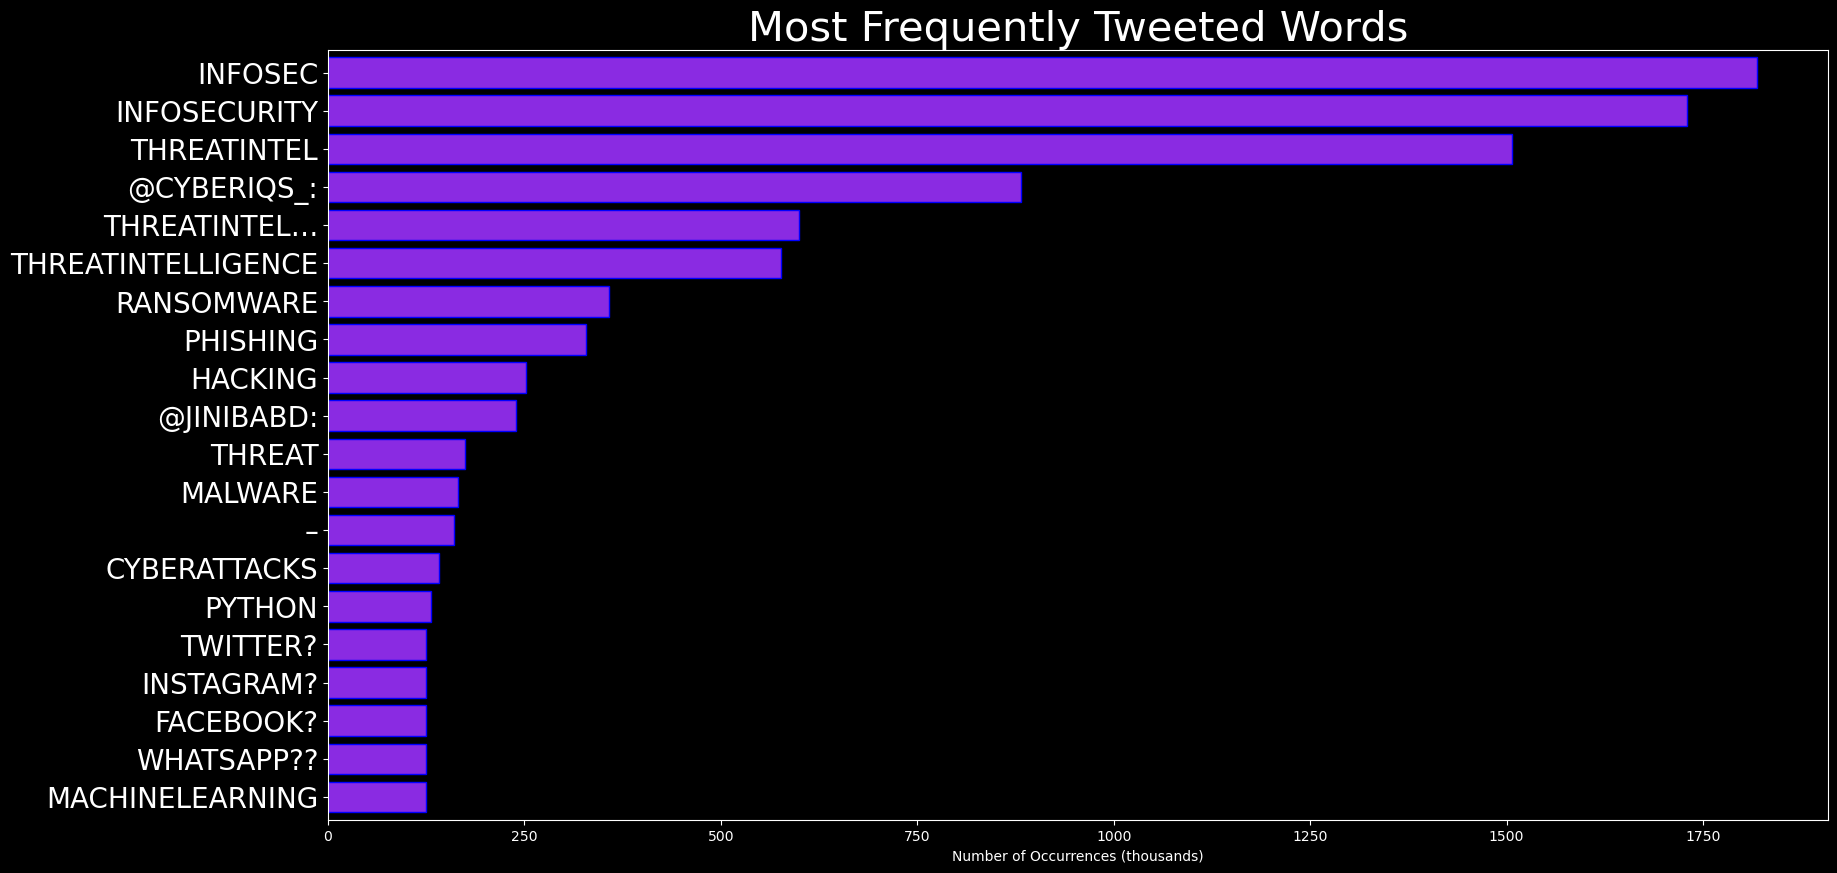 Most Frequently Tweeted Words
INFOSEC
INFOSECURITY
THREATINTEL
@CYBERIQS_:
THREATINTEL…
THREATINTELLIGENCE
RANSOMWARE
PHISHING
HACKING
@JINIBABD:
THREAT
MALWARE
–
CYBERATTACKS
PYTHON
TWITTER?
INSTAGRAM?
FACEBOOK?
WHATSAPP??
MACHINELEARNING
0 250 500 750 1000 1250 1500 1750
Number of Occurrences (thousands)